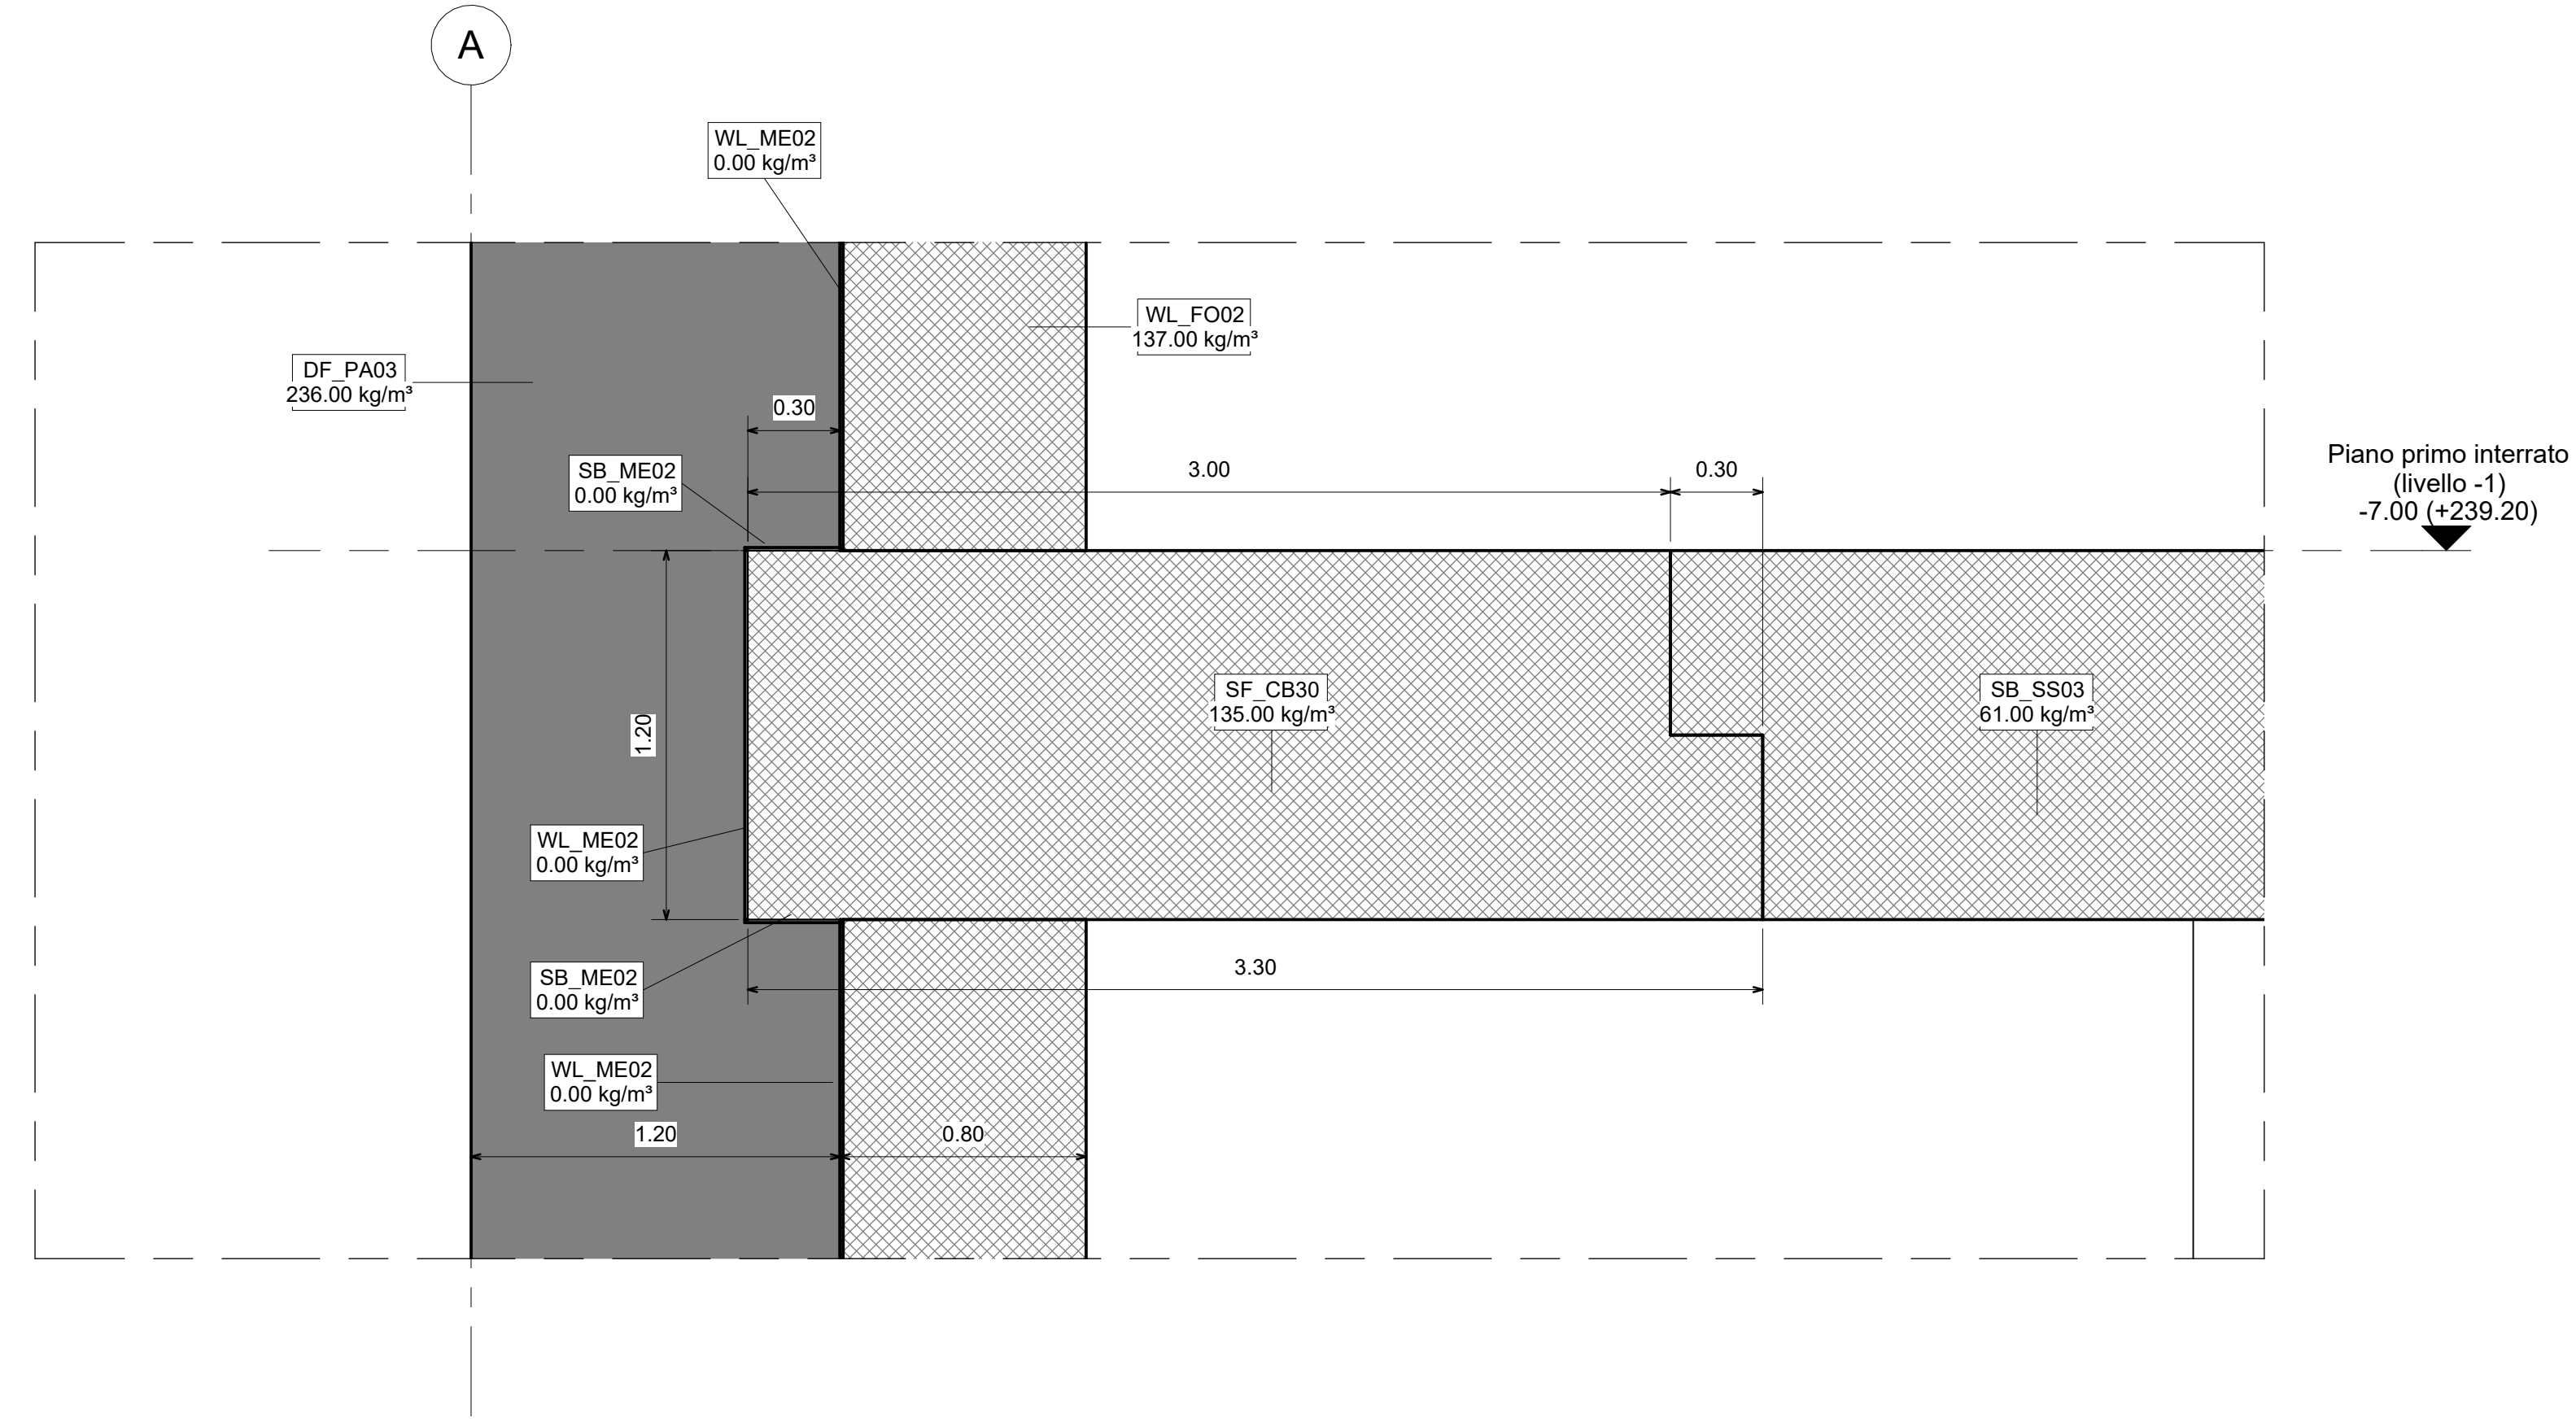 A
WL_ME02
0.00 kg/m³
WL_FO02
137.00 kg/m³
DF_PA03
236.00 kg/m³
0.30
SB_ME02
0.00 kg/m³
3.00
0.30
Piano primo interrato
(livello -1)
-7.00 (+239.20)
1.20
SF_CB30
135.00 kg/m³
SB_SS03
61.00 kg/m³
WL_ME02
0.00 kg/m³
SB_ME02
0.00 kg/m³
3.30
WL_ME02
0.00 kg/m³
1.20
0.80